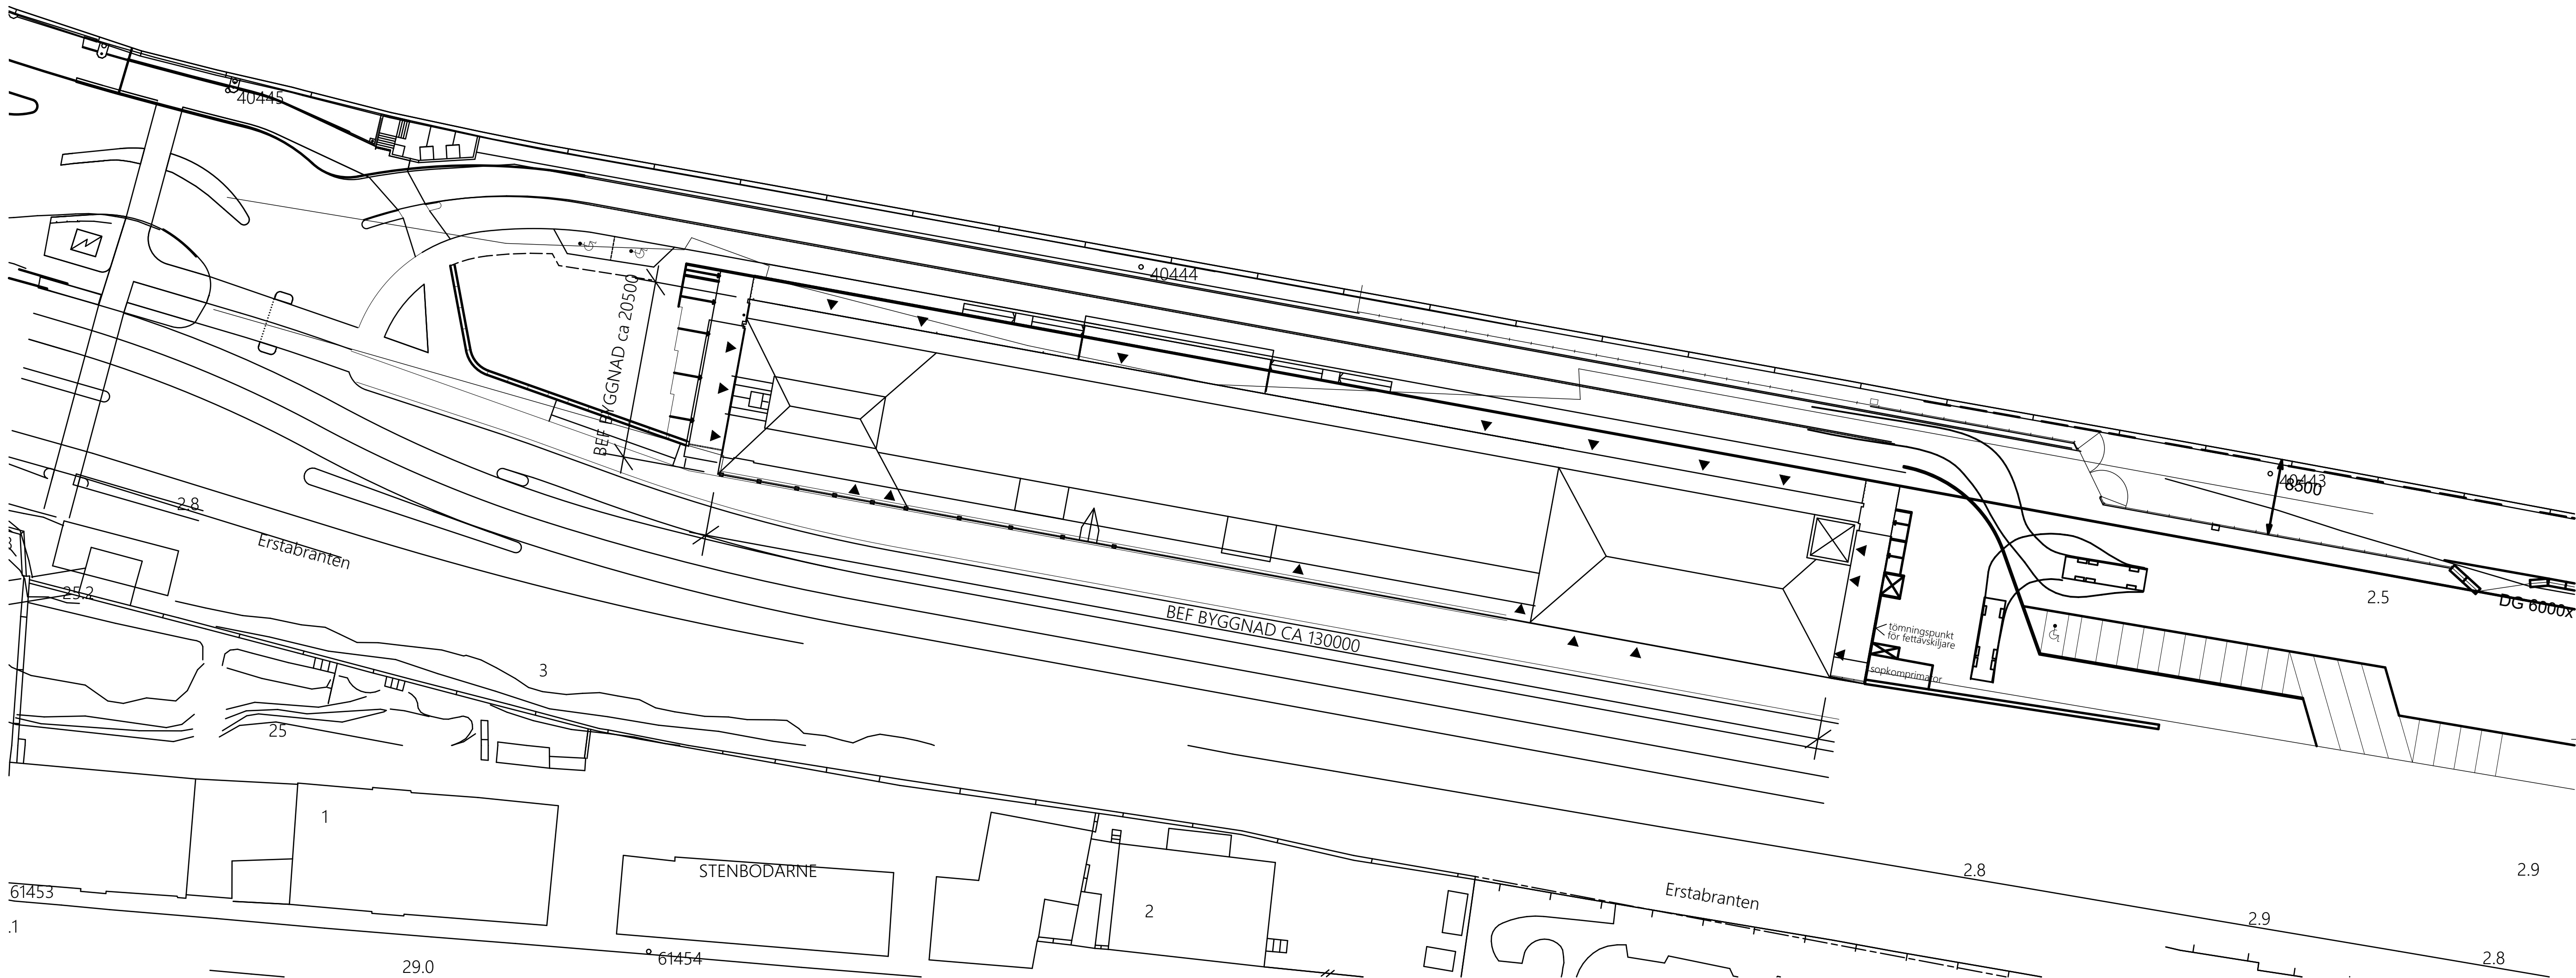 40445
40444
BEF BYGGNAD ca 20500
40443
8500
2.8
Erstabranten
25.2
2.5
DG 6000x
BEF BYGGNAD CA 130000
tömningspunkt
för fettavskiljare
sopkomprimator
3
25
1
STENBODARNE
2.8
2.9
61453
Erstabranten
2
2.9
.1
61454
29.0
2.8